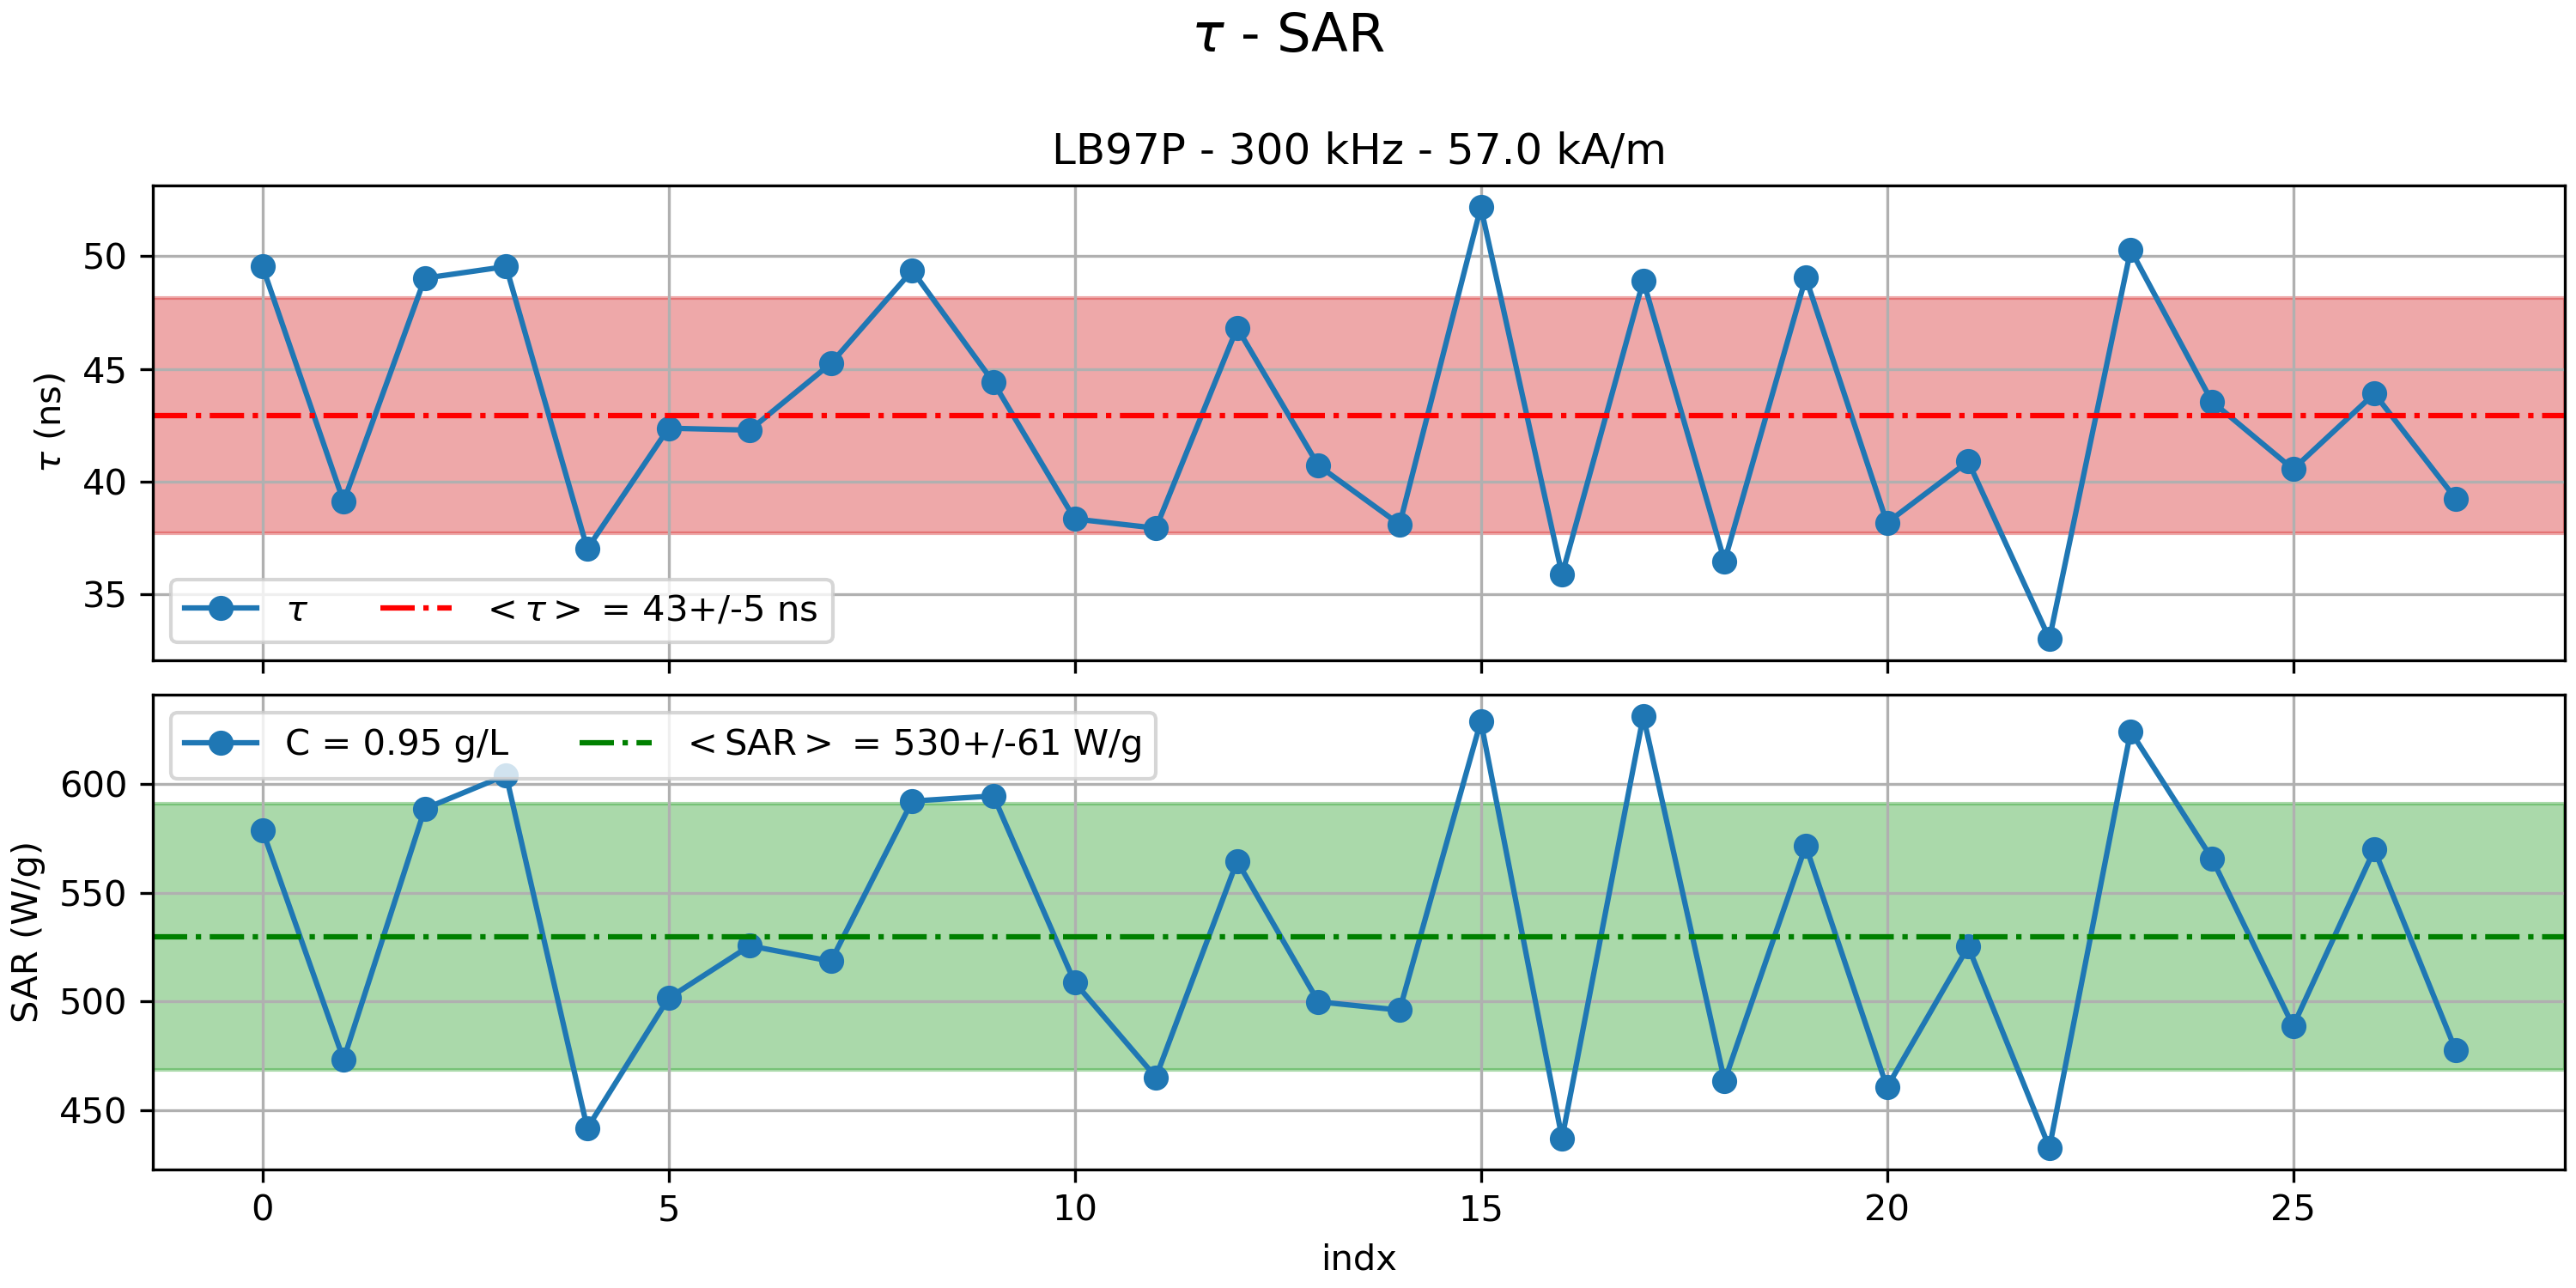 τ - SAR
LB97P - 300 kHz - 57.0 kA/m
50
45
40
35
τ (ns)
τ
<τ> = 43+/-5 ns
C = 0.95 g/L
<SAR> = 530+/-61 W/g
600
550
500
450
SAR (W/g)
0 5 10 15 20 25
indx